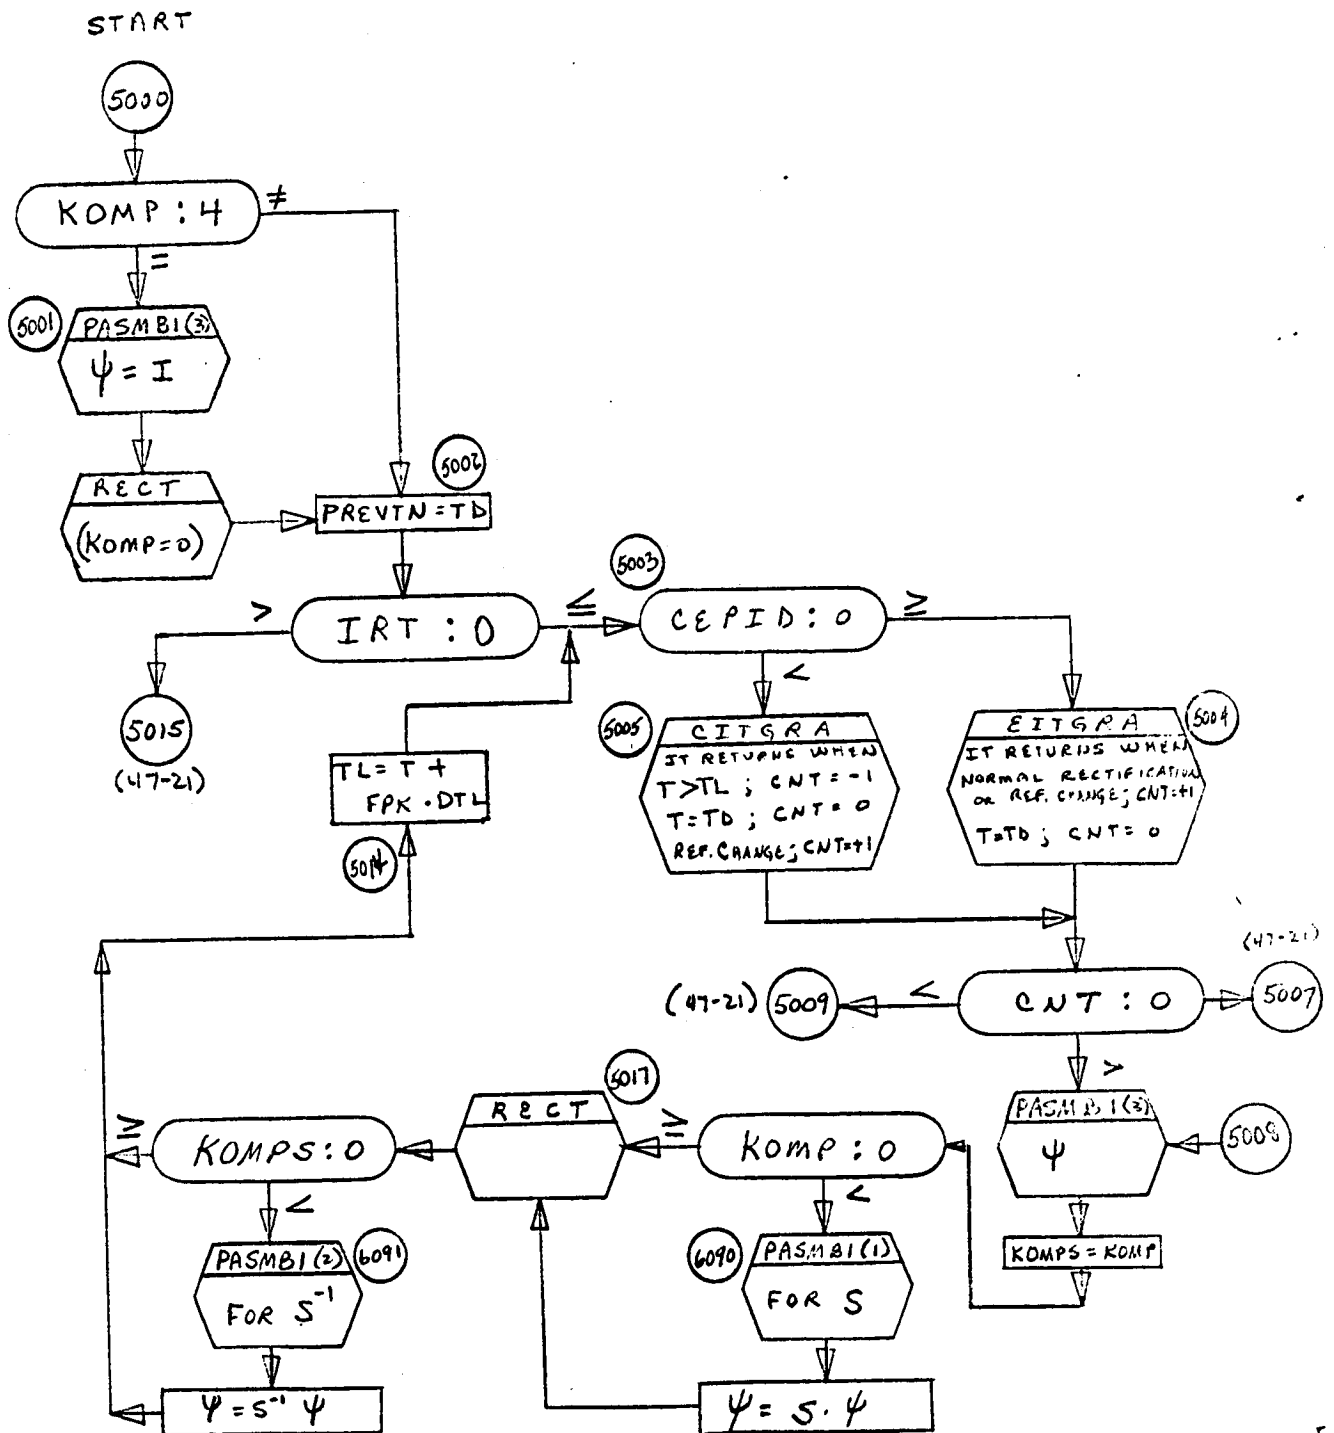 START
5000
KOMP : 4
≠
=
5001
PASMB1(3)
Ψ = I
RECT
(KOMP=0)
5002
PREVTN=TD
IRT : 0
>
≤
5015
(47-21)
5003
CEPID : 0
≥
<
5005
CITGRA
IT RETURNS WHEN
T>TL ; CNT = -1
T=TD ; CNT = 0
REF. CHANGE; CNT=+1
5004
EITGRA
IT RETURNS WHEN
NORMAL RECTIFICATION
OR REF. CHANGE; CNT=+1
T=TD ; CNT = 0
TL = T +
FPK · DTL
5014
CNT : 0
<
>
(47-21)
5009
(47-21)
5007
PASMB1(3)
Ψ
5008
KOMPS = KOMP
KOMP : 0
≥
<
5017
RECT
KOMPS : 0
≥
<
6090
PASMB1(1)
FOR S
Ψ = S · Ψ
6091
PASMB1(2)
FOR S⁻¹
Ψ = S⁻¹ Ψ